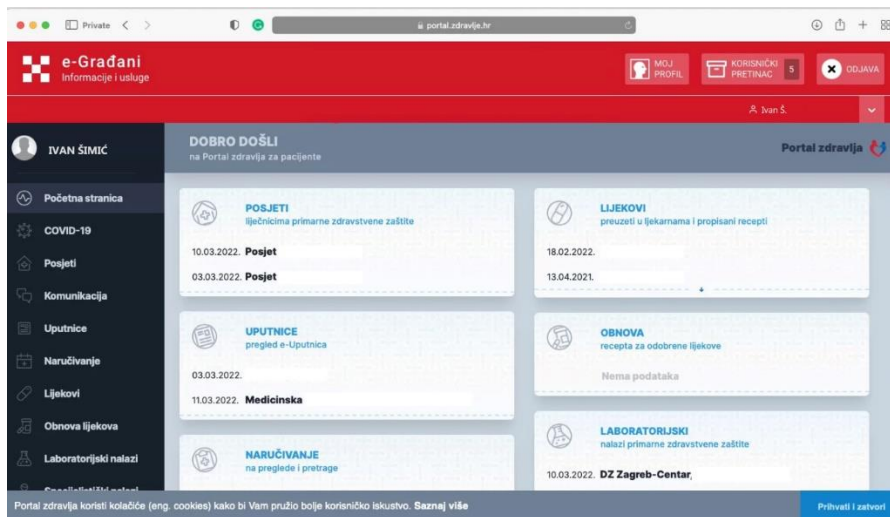 Private
portal.zdravlje.hr
e-Građani
Informacije i usluge
MOJ
PROFIL
KORISNIČKI
PRETINAC
5
ODJAVA
Ivan Š.
IVAN ŠIMIĆ
DOBRO DOŠLI
na Portal zdravlja za pacijente
Portal zdravlja
Početna stranica
COVID-19
Posjeti
Komunikacija
Uputnice
Naručivanje
Lijekovi
Obnova lijekova
Laboratorijski nalazi
Specijalistički nalazi
POSJETI
liječnicima primarne zdravstvene zaštite
10.03.2022. Posjet
03.03.2022. Posjet
LIJEKOVI
preuzeti u ljekarnama i propisani recepti
18.02.2022.
13.04.2021.
UPUTNICE
pregled e-Uputnica
03.03.2022.
11.03.2022. Medicinska
OBNOVA
recepta za odobrene lijekove
Nema podataka
NARUČIVANJE
na preglede i pretrage
LABORATORIJSKI
nalazi primarne zdravstvene zaštite
10.03.2022. DZ Zagreb-Centar,
Portal zdravlja koristi kolačiće (eng. cookies) kako bi Vam pružio bolje korisničko iskustvo. Saznaj više
Prihvati i zatvori